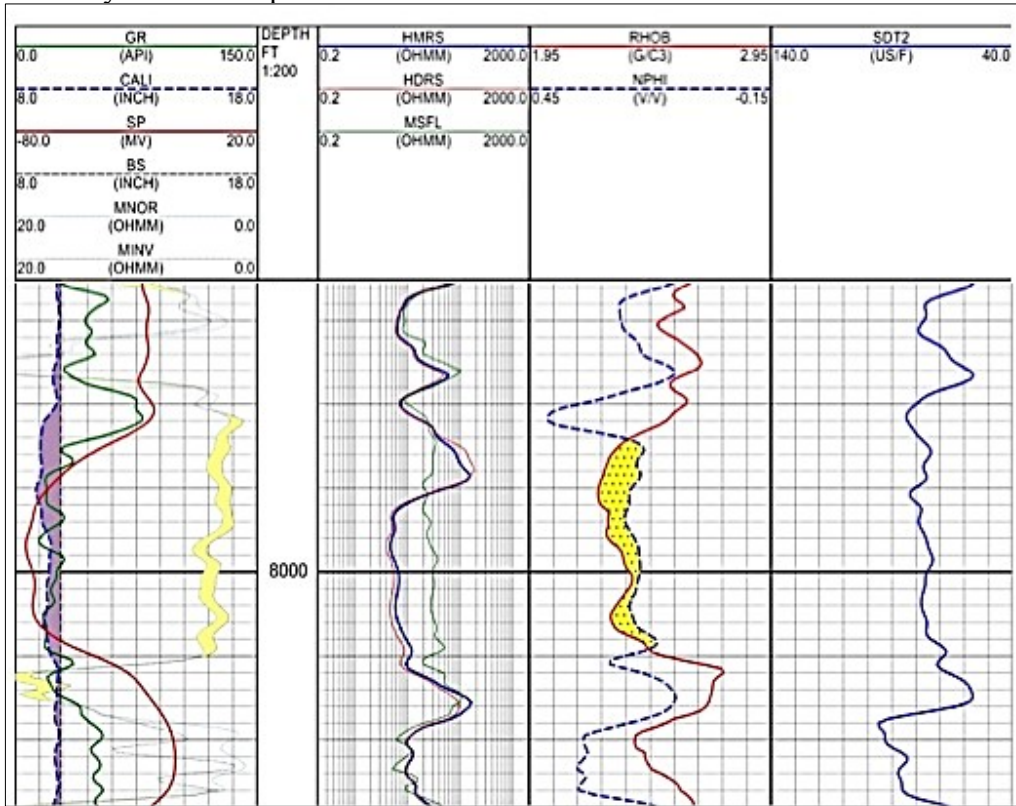 GR DEPTH HMRS RHOB SDT2
0.0 (API) 150.0 FT 0.2 (OHMM) 2000.0 1.95 (G/C3) 2.95 140.0 (US/F) 40.0
CALI 1:200 HDRS NPHI
8.0 (INCH) 18.0 0.2 (OHMM) 2000.0 0.45 (V/V) -0.15
SP MSFL
-80.0 (MV) 20.0 0.2 (OHMM) 2000.0
BS
8.0 (INCH) 18.0
MNOR
20.0 (OHMM) 0.0
MINV
20.0 (OHMM) 0.0
8000